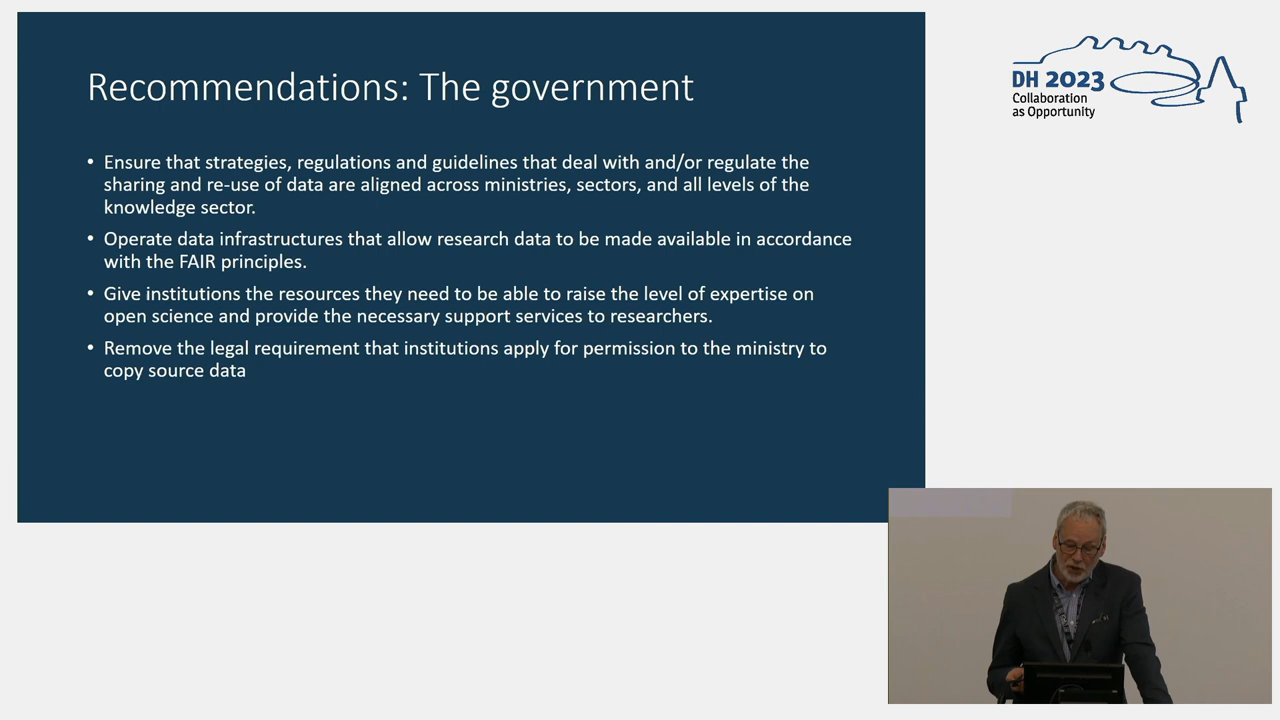 Recommendations: The government
• Ensure that strategies, regulations and guidelines that deal with and/or regulate the
sharing and re-use of data are aligned across ministries, sectors, and all levels of the
knowledge sector.
• Operate data infrastructures that allow research data to be made available in accordance
with the FAIR principles.
• Give institutions the resources they need to be able to raise the level of expertise on
open science and provide the necessary support services to researchers.
• Remove the legal requirement that institutions apply for permission to the ministry to
copy source data
DH 2023
Collaboration
as Opportunity